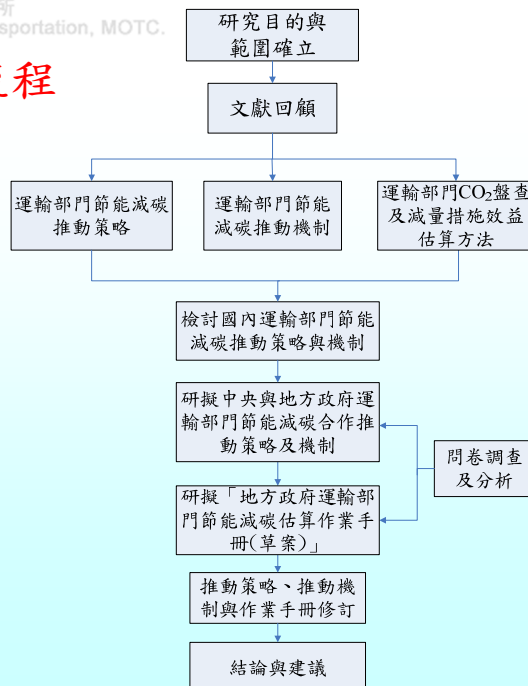 所
sportation, MOTC.
流程
研究目的與
範圍確立
文獻回顧
運輸部門節能減碳
推動策略
運輸部門節能
減碳推動機制
運輸部門CO₂盤查
及減量措施效益
估算方法
檢討國內運輸部門節能
減碳推動策略與機制
研擬中央與地方政府運
輸部門節能減碳合作推
動策略及機制
問卷調查
及分析
研擬「地方政府運輸部
門節能減碳估算作業手
冊(草案)」
推動策略、推動機
制與作業手冊修訂
結論與建議